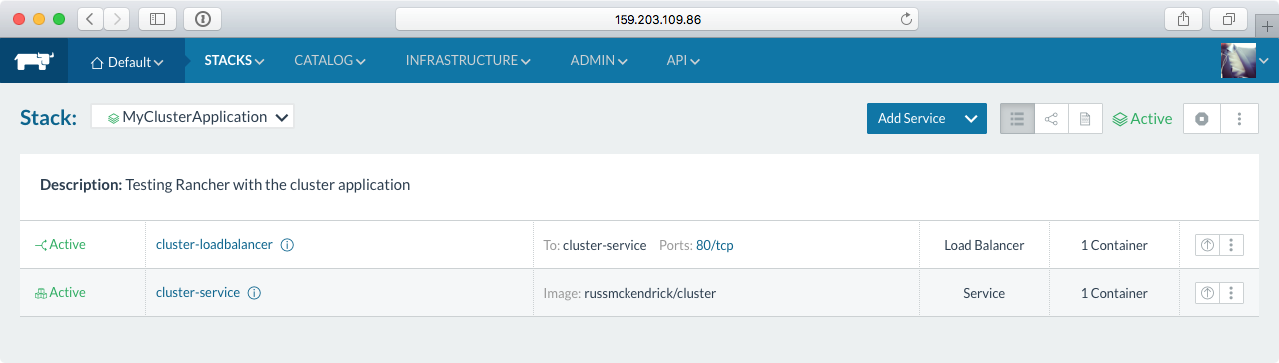 159.203.109.86
Default STACKS CATALOG INFRASTRUCTURE ADMIN API
Stack: MyClusterApplication Add Service Active
Description: Testing Rancher with the cluster application
Active cluster-loadbalancer To: cluster-service Ports: 80/tcp Load Balancer 1 Container
Active cluster-service Image: russmckendrick/cluster Service 1 Container